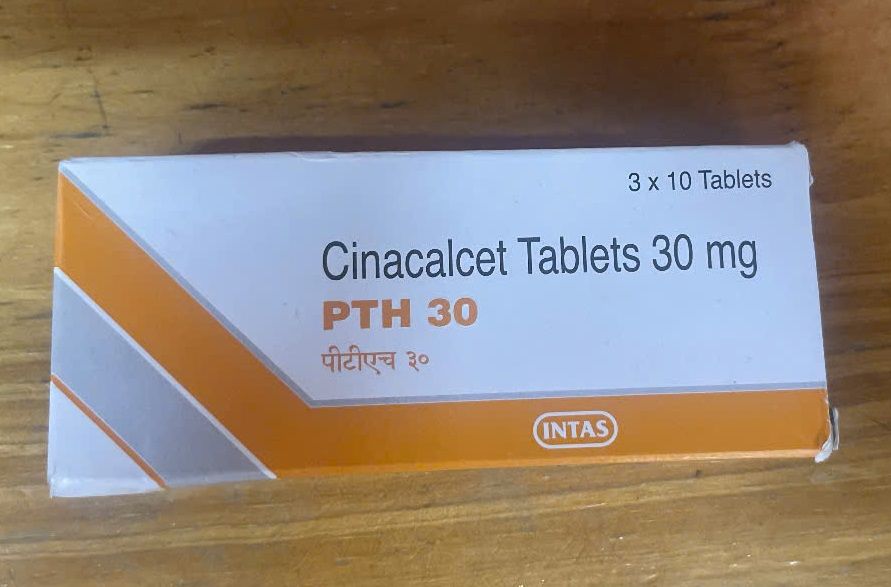 3 x 10 Tablets
Cinacalcet Tablets 30 mg
PTH 30
पीटीएच ३०
INTAS